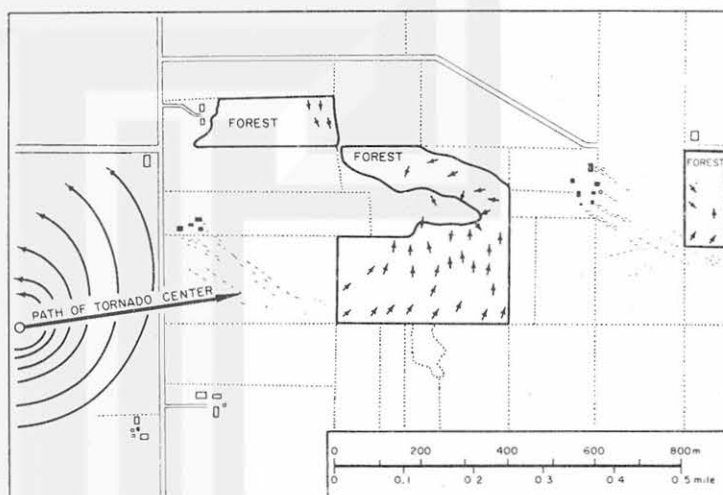 FOREST
FOREST
FOREST
PATH OF TORNADO CENTER
0 200 400 600 800m
0 0.1 0.2 0.3 0.4 0.5 mile